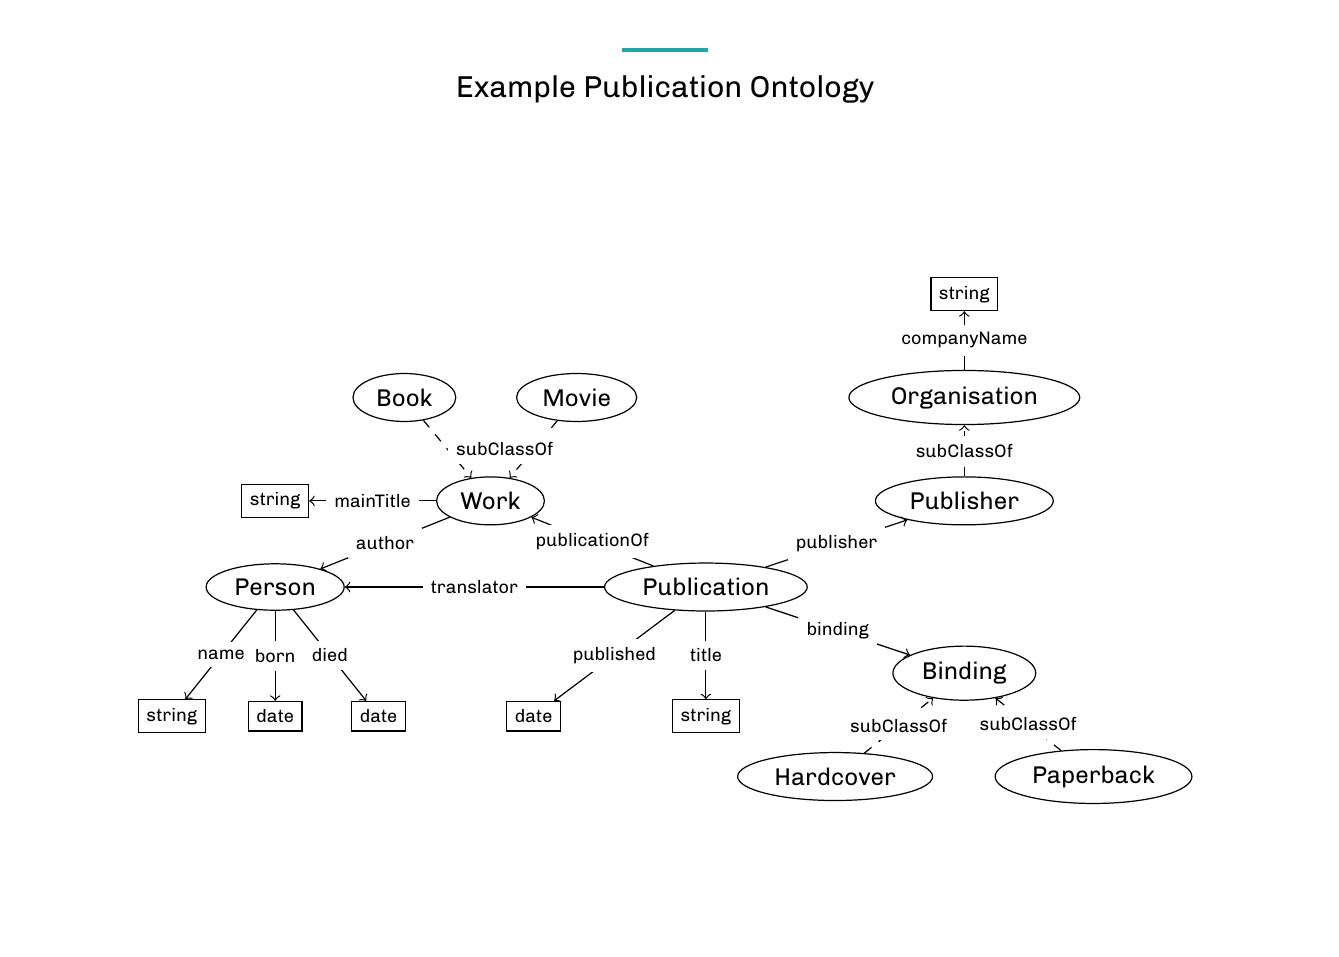 Example Publication Ontology
string
companyName
Book
Movie
Organisation
subClassOf
subClassOf
string
mainTitle
Work
Publisher
author
publicationOf
publisher
Person
translator
Publication
binding
name
born
died
published
title
Binding
string
date
date
date
string
subClassOf
subClassOf
Hardcover
Paperback